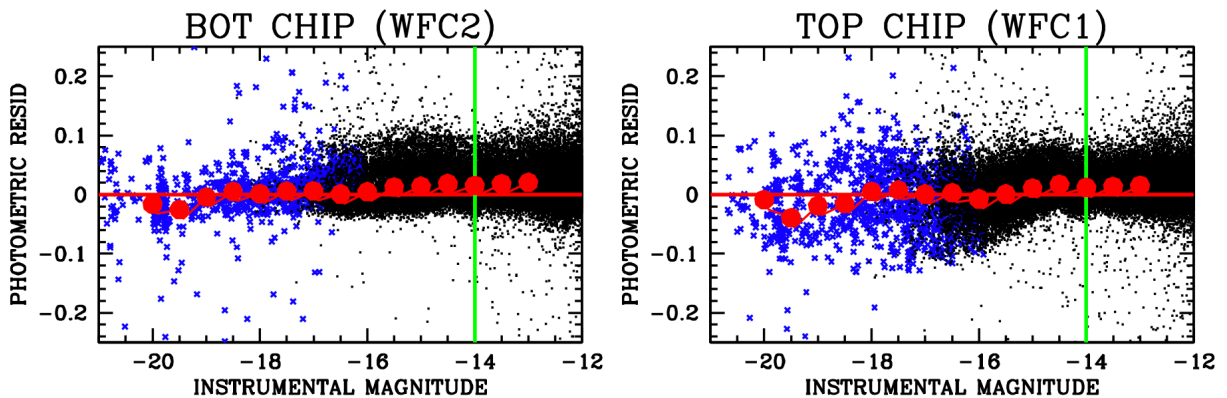 BOT CHIP (WFC2)
PHOTOMETRIC RESID
0.2
0.1
0
−0.1
−0.2
−20 −18 −16 −14 −12
INSTRUMENTAL MAGNITUDE
TOP CHIP (WFC1)
PHOTOMETRIC RESID
0.2
0.1
0
−0.1
−0.2
−20 −18 −16 −14 −12
INSTRUMENTAL MAGNITUDE